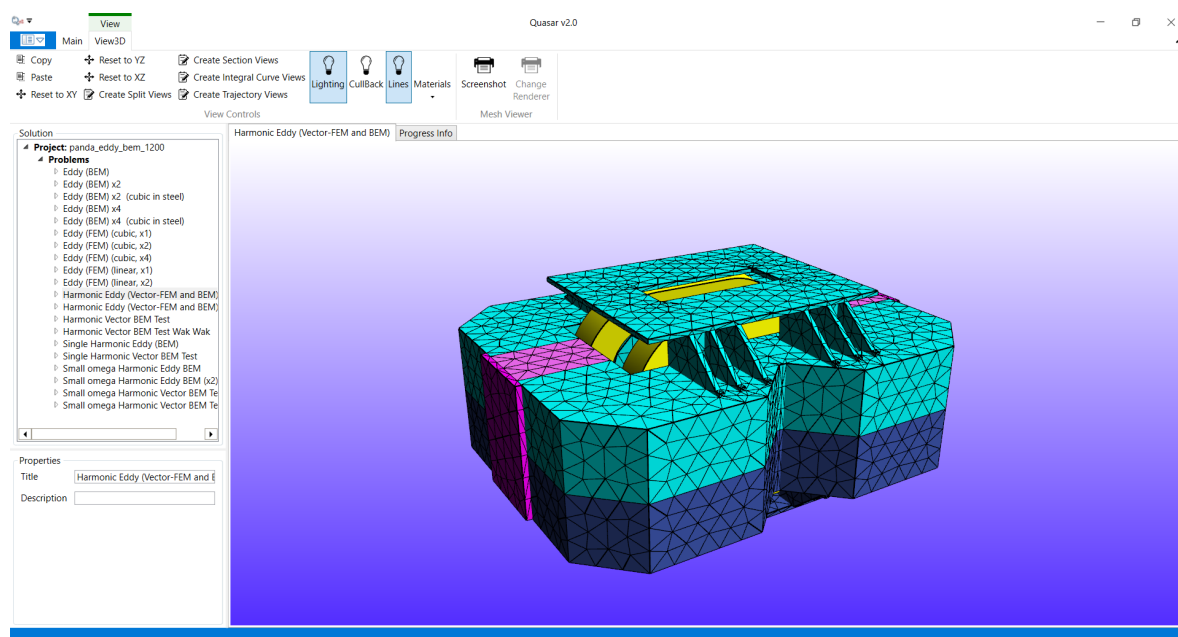 View
Quasar v2.0
Main View3D
Copy
Reset to YZ
Create Section Views
Paste
Reset to XZ
Create Integral Curve Views
Reset to XY
Create Split Views
Create Trajectory Views
Lighting
CullBack
Lines
Materials
Screenshot
Change
Renderer
View Controls
Mesh Viewer
Solution
Project: panda_eddy_bem_1200
Problems
Eddy (BEM)
Eddy (BEM) x2
Eddy (BEM) x2 (cubic in steel)
Eddy (BEM) x4
Eddy (BEM) x4 (cubic in steel)
Eddy (FEM) (cubic, x1)
Eddy (FEM) (cubic, x2)
Eddy (FEM) (cubic, x4)
Eddy (FEM) (linear, x1)
Eddy (FEM) (linear, x2)
Harmonic Eddy (Vector-FEM and BEM)
Harmonic Eddy (Vector-FEM and BEM)
Harmonic Vector BEM Test
Harmonic Vector BEM Test Wak Wak
Single Harmonic Eddy (BEM)
Single Harmonic Vector BEM Test
Small omega Harmonic Eddy BEM
Small omega Harmonic Eddy BEM (x2)
Small omega Harmonic Vector BEM Te
Small omega Harmonic Vector BEM Te
Harmonic Eddy (Vector-FEM and BEM)
Progress Info
Properties
Title
Harmonic Eddy (Vector-FEM and
Description